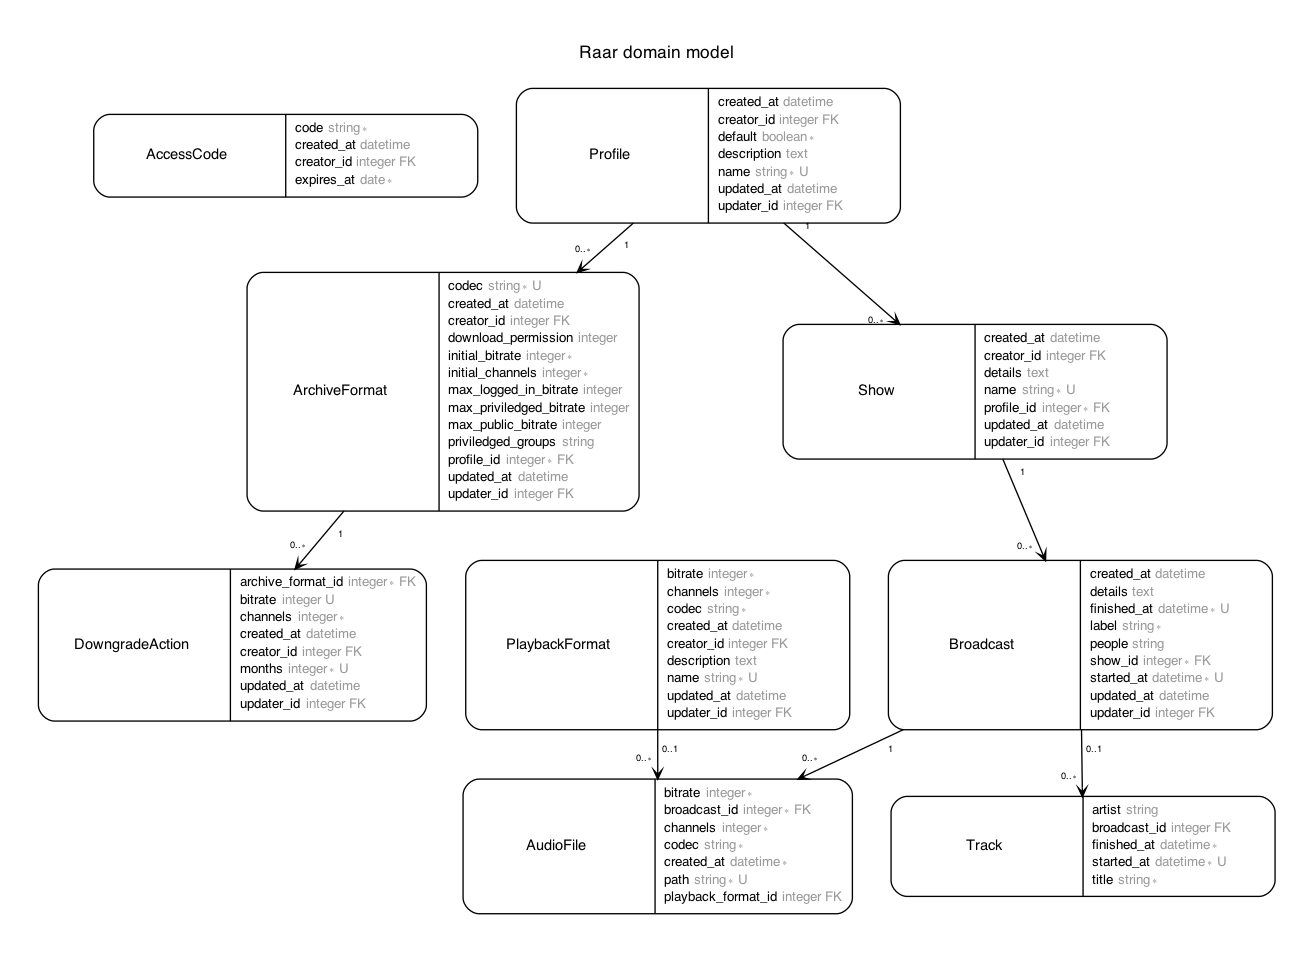 Raar domain model
AccessCode
code string∗
created_at datetime
creator_id integer FK
expires_at date∗
Profile
created_at datetime
creator_id integer FK
default boolean∗
description text
name string∗ U
updated_at datetime
updater_id integer FK
0..∗
1
1
0..∗
ArchiveFormat
codec string∗ U
created_at datetime
creator_id integer FK
download_permission integer
initial_bitrate integer∗
initial_channels integer∗
max_logged_in_bitrate integer
max_priviledged_bitrate integer
max_public_bitrate integer
priviledged_groups string
profile_id integer∗ FK
updated_at datetime
updater_id integer FK
Show
created_at datetime
creator_id integer FK
details text
name string∗ U
profile_id integer∗ FK
updated_at datetime
updater_id integer FK
1
0..∗
1
0..∗
DowngradeAction
archive_format_id integer∗ FK
bitrate integer U
channels integer∗
created_at datetime
creator_id integer FK
months integer∗ U
updated_at datetime
updater_id integer FK
PlaybackFormat
bitrate integer∗
channels integer∗
codec string∗
created_at datetime
creator_id integer FK
description text
name string∗ U
updated_at datetime
updater_id integer FK
Broadcast
created_at datetime
details text
finished_at datetime∗ U
label string∗
people string
show_id integer∗ FK
started_at datetime∗ U
updated_at datetime
updater_id integer FK
0..∗
0..1
0..∗
1
0..1
0..∗
AudioFile
bitrate integer∗
broadcast_id integer∗ FK
channels integer∗
codec string∗
created_at datetime∗
path string∗ U
playback_format_id integer FK
Track
artist string
broadcast_id integer FK
finished_at datetime∗
started_at datetime∗ U
title string∗